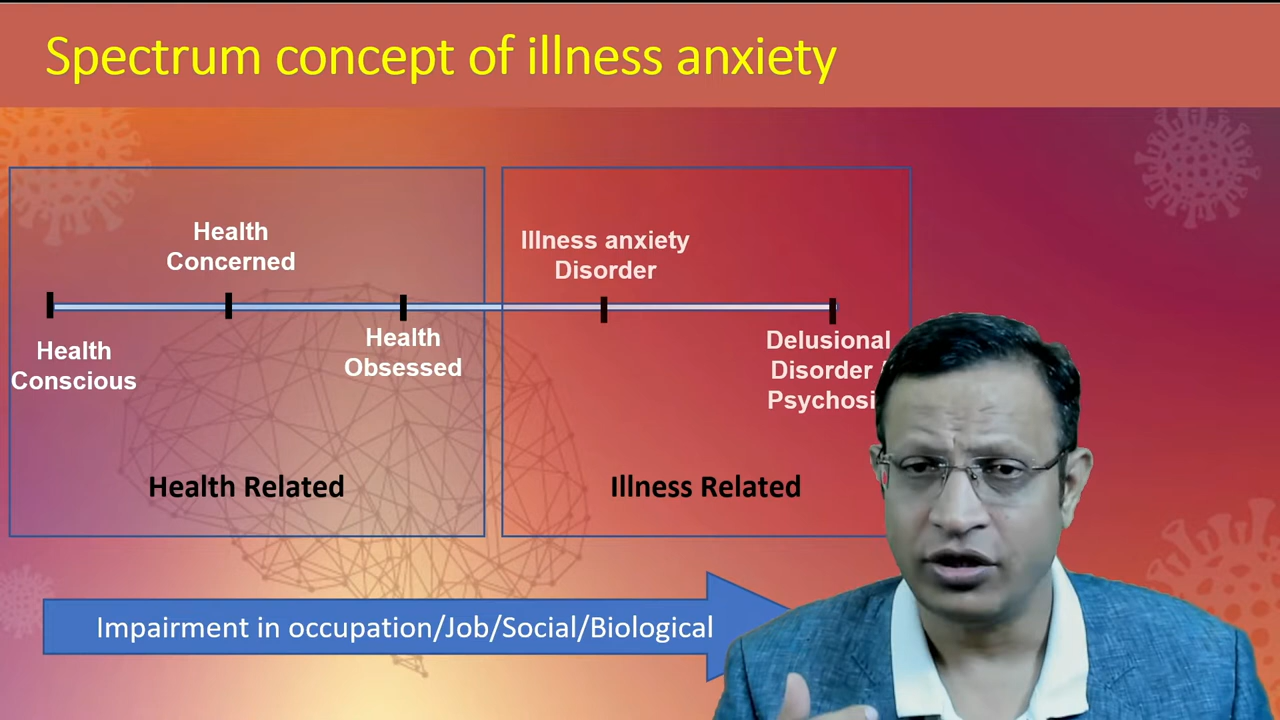 Spectrum concept of illness anxiety
Health
Concerned
Illness anxiety
Disorder
Health
Conscious
Health
Obsessed
Delusional
Disorder
Health Related
Illness Related
Impairment in occupation/Job/Social/Biological